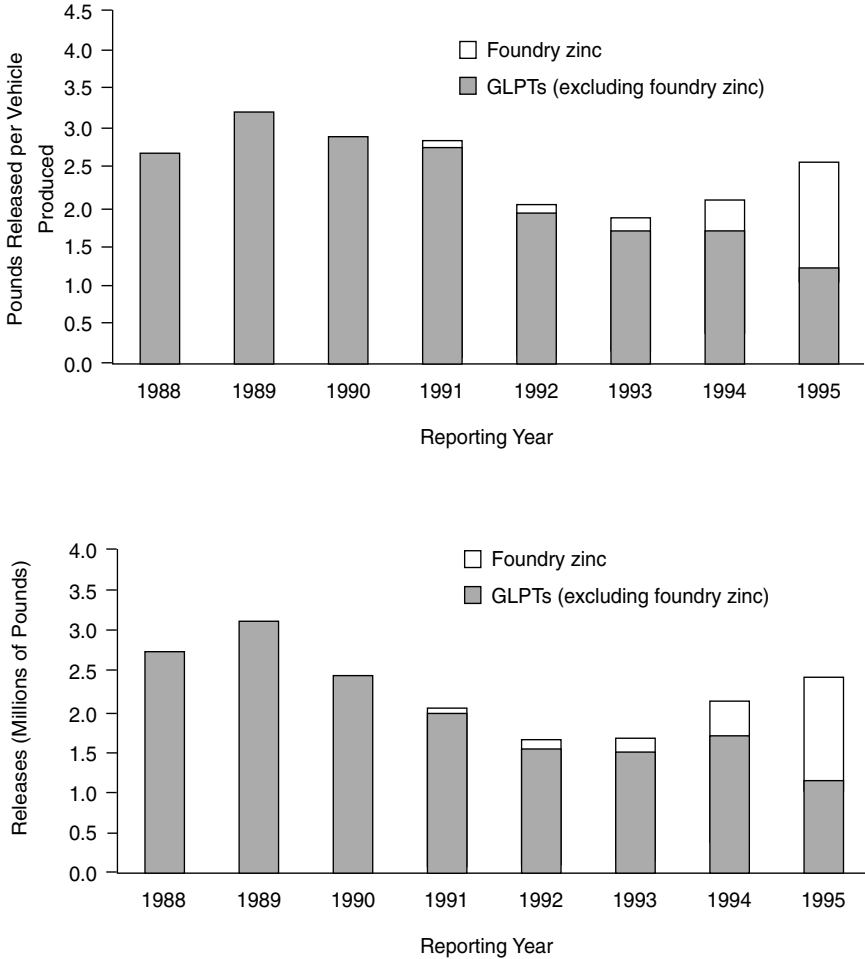 4.5
4.0
3.5
3.0
2.5
2.0
1.5
1.0
0.5
0.0
Pounds Released per Vehicle
Produced
Foundry zinc
GLPTs (excluding foundry zinc)
1988 1989 1990 1991 1992 1993 1994 1995
Reporting Year
4.0
3.5
3.0
2.5
2.0
1.5
1.0
0.5
0.0
Releases (Millions of Pounds)
Foundry zinc
GLPTs (excluding foundry zinc)
1988 1989 1990 1991 1992 1993 1994 1995
Reporting Year